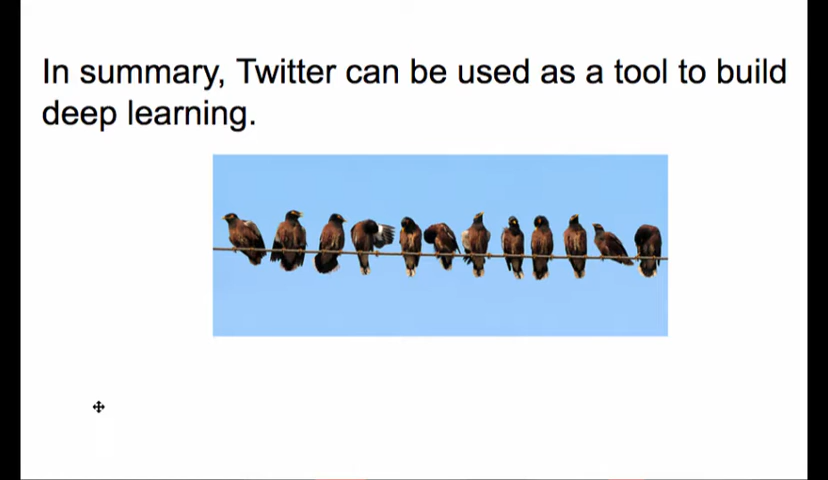 In summary, Twitter can be used as a tool to build
deep learning.